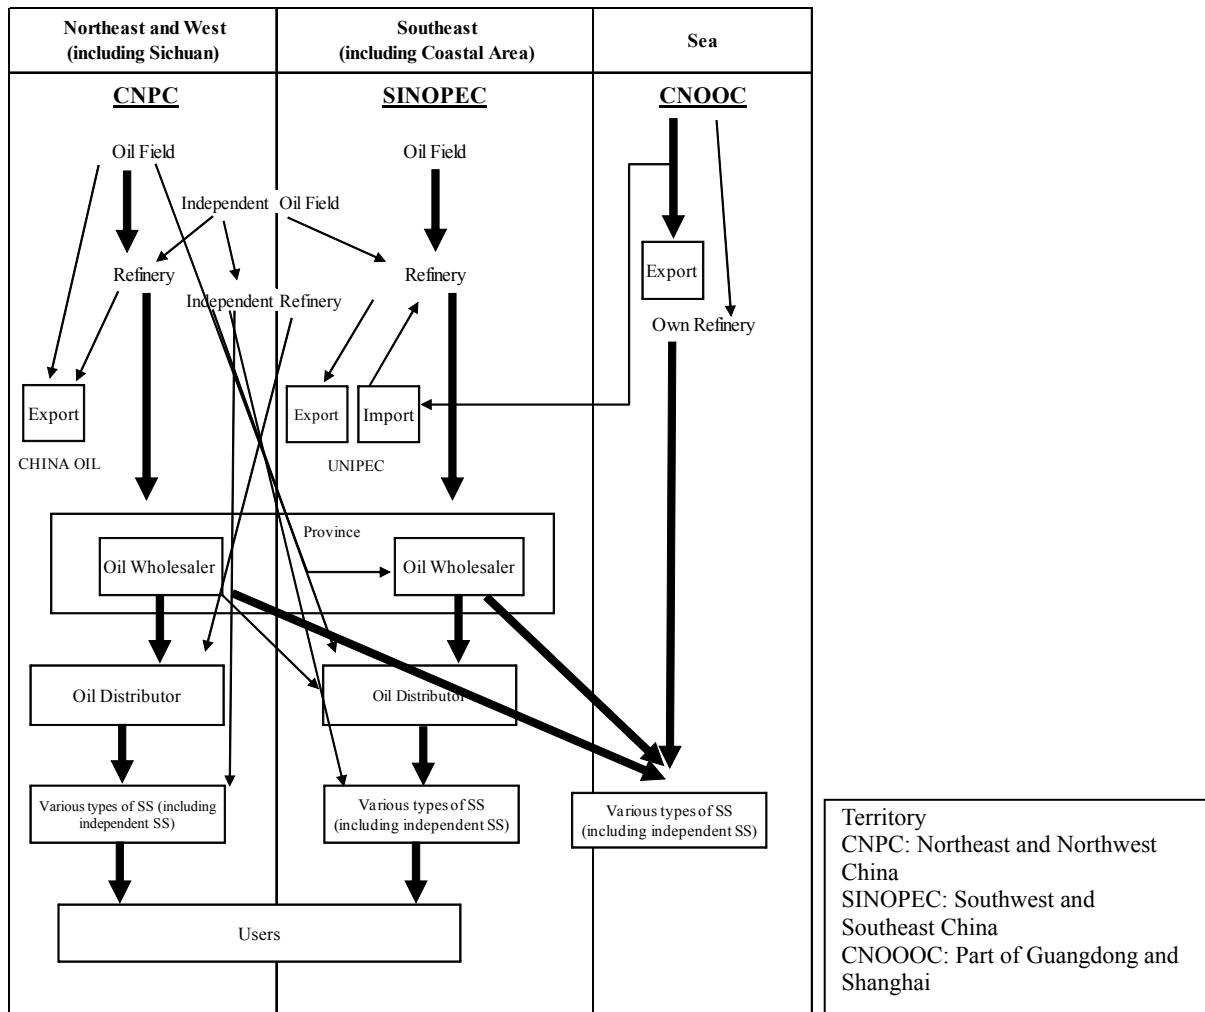 Northeast and West
(including Sichuan)
Southeast
(including Coastal Area)
Sea
CNPC
SINOPEC
CNOOC
Oil Field
Oil Field
Independent Oil Field
Refinery
Refinery
Export
Independent Refinery
Own Refinery
Export
Export
Import
CHINA OIL
UNIPEC
Province
Oil Wholesaler
Oil Wholesaler
Oil Distributor
Oil Distributor
Various types of SS (including
independent SS)
Various types of SS
(including independent SS)
Various types of SS
(including independent SS)
Users
Territory
CNPC: Northeast and Northwest
China
SINOPEC: Southwest and
Southeast China
CNOOOC: Part of Guangdong and
Shanghai